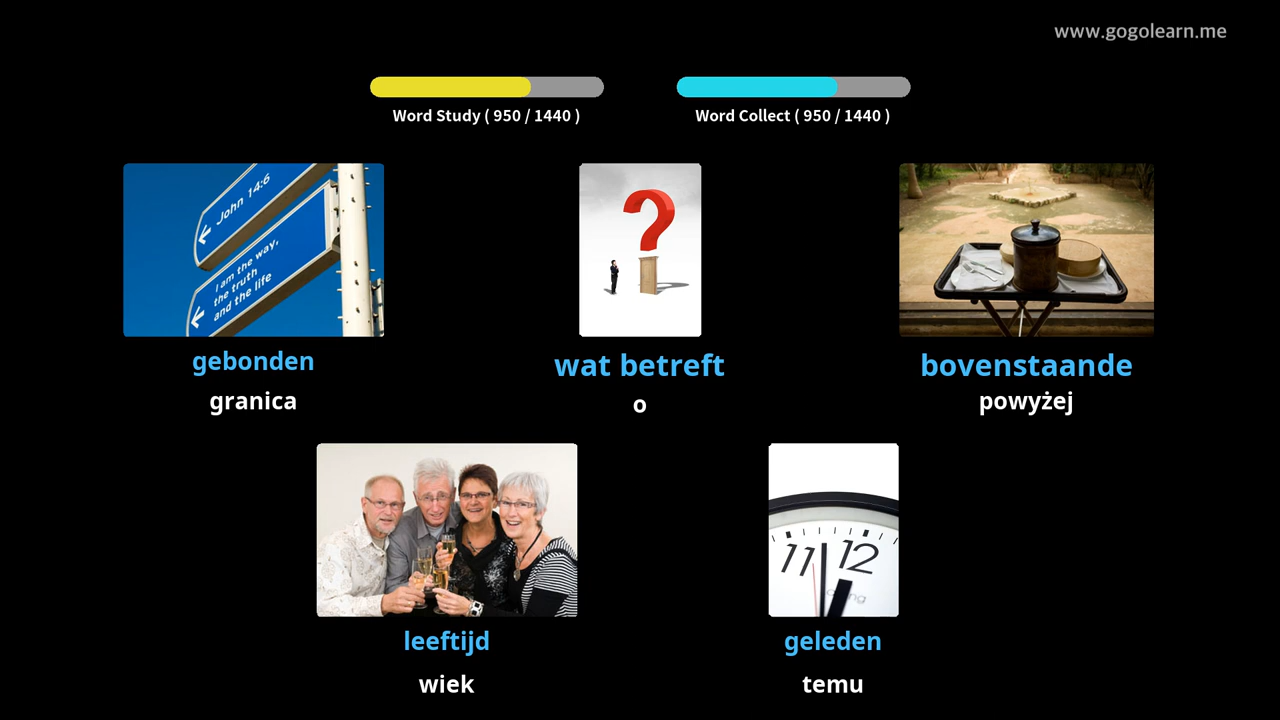 www.gogolearn.me
Word Study ( 950 / 1440 )
Word Collect ( 950 / 1440 )
John 14:6
I am the way,
the truth
and the life
gebonden
granica
wat betreft
o
bovenstaande
powyżej
11 12
leeftijd
wiek
geleden
temu